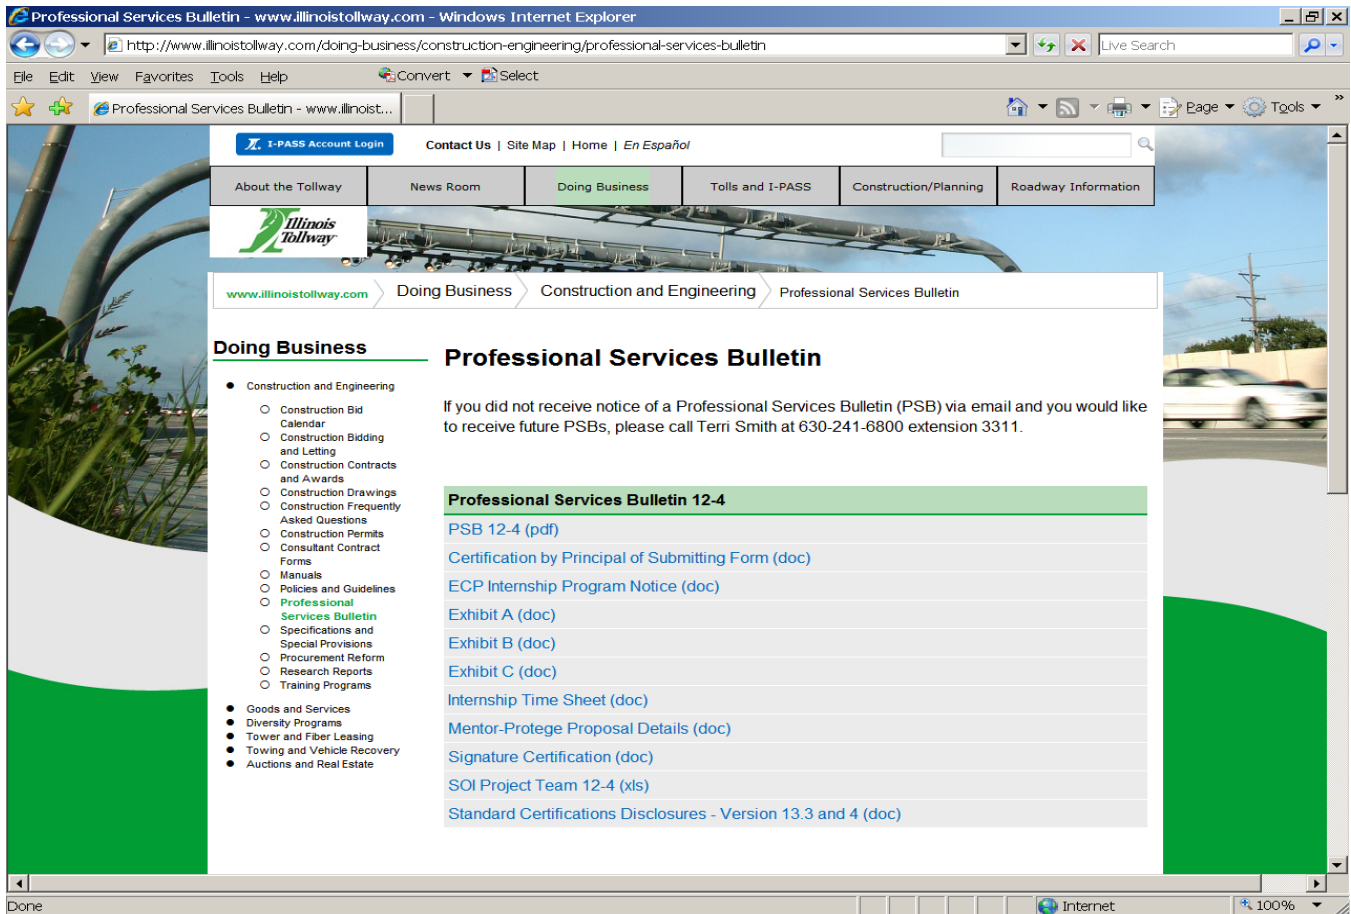 Professional Services Bulletin - www.illinoistollway.com - Windows Internet Explorer
http://www.illinoistollway.com/doing-business/construction-engineering/professional-services-bulletin
Live Search
File Edit View Favorites Tools Help
Convert Select
Professional Services Bulletin - www.illinoist...
Page Tools
I-PASS Account Login
Contact Us | Site Map | Home | En Español
About the Tollway
News Room
Doing Business
Tolls and I-PASS
Construction/Planning
Roadway Information
Illinois
Tollway
www.illinoistollway.com Doing Business Construction and Engineering Professional Services Bulletin
Doing Business
Construction and Engineering
Construction Bid
Calendar
Construction Bidding
and Letting
Construction Contracts
and Awards
Construction Drawings
Construction Frequently
Asked Questions
Construction Permits
Consultant Contract
Forms
Manuals
Policies and Guidelines
Professional
Services Bulletin
Specifications and
Special Provisions
Procurement Reform
Research Reports
Training Programs
Goods and Services
Diversity Programs
Tower and Fiber Leasing
Towing and Vehicle Recovery
Auctions and Real Estate
Professional Services Bulletin
If you did not receive notice of a Professional Services Bulletin (PSB) via email and you would like
to receive future PSBs, please call Terri Smith at 630-241-6800 extension 3311.
Professional Services Bulletin 12-4
PSB 12-4 (pdf)
Certification by Principal of Submitting Form (doc)
ECP Internship Program Notice (doc)
Exhibit A (doc)
Exhibit B (doc)
Exhibit C (doc)
Internship Time Sheet (doc)
Mentor-Protege Proposal Details (doc)
Signature Certification (doc)
SOI Project Team 12-4 (xls)
Standard Certifications Disclosures - Version 13.3 and 4 (doc)
Done
Internet
100%